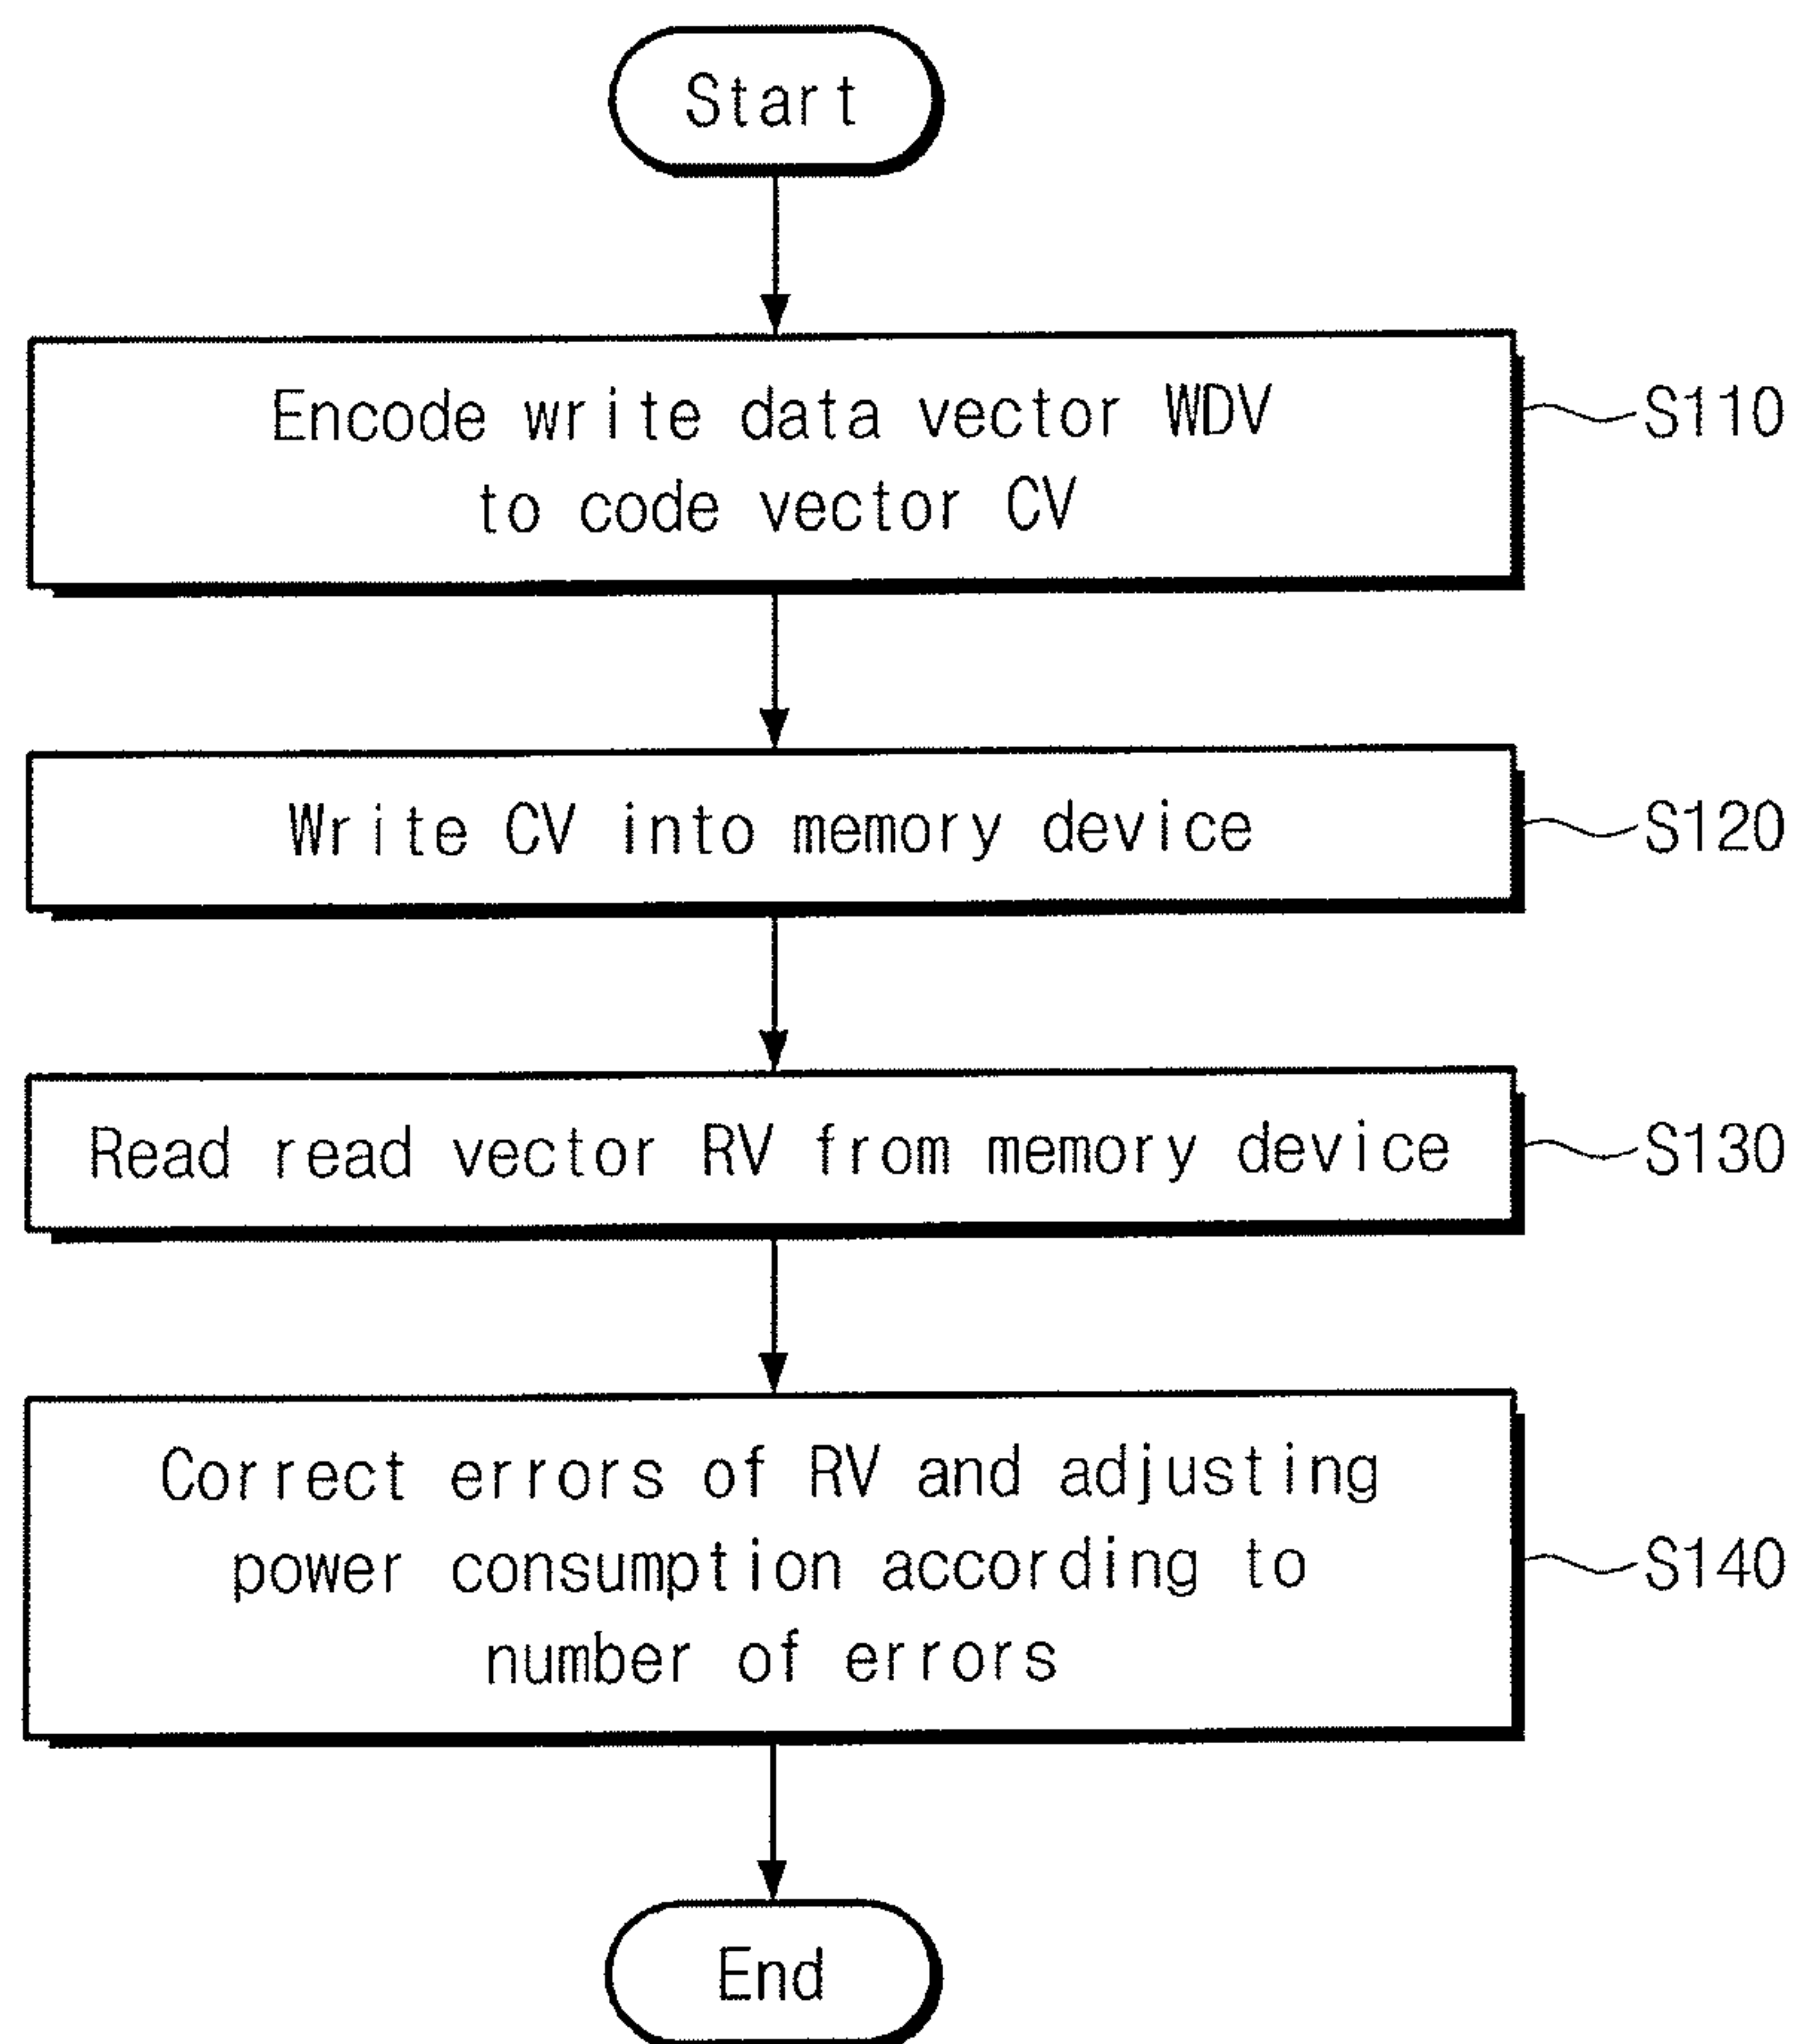 Start
Encode write data vector WDV
to code vector CV
S110
Write CV into memory device
S120
Read read vector RV from memory device
S130
Correct errors of RV and adjusting
power consumption according to
number of errors
S140
End